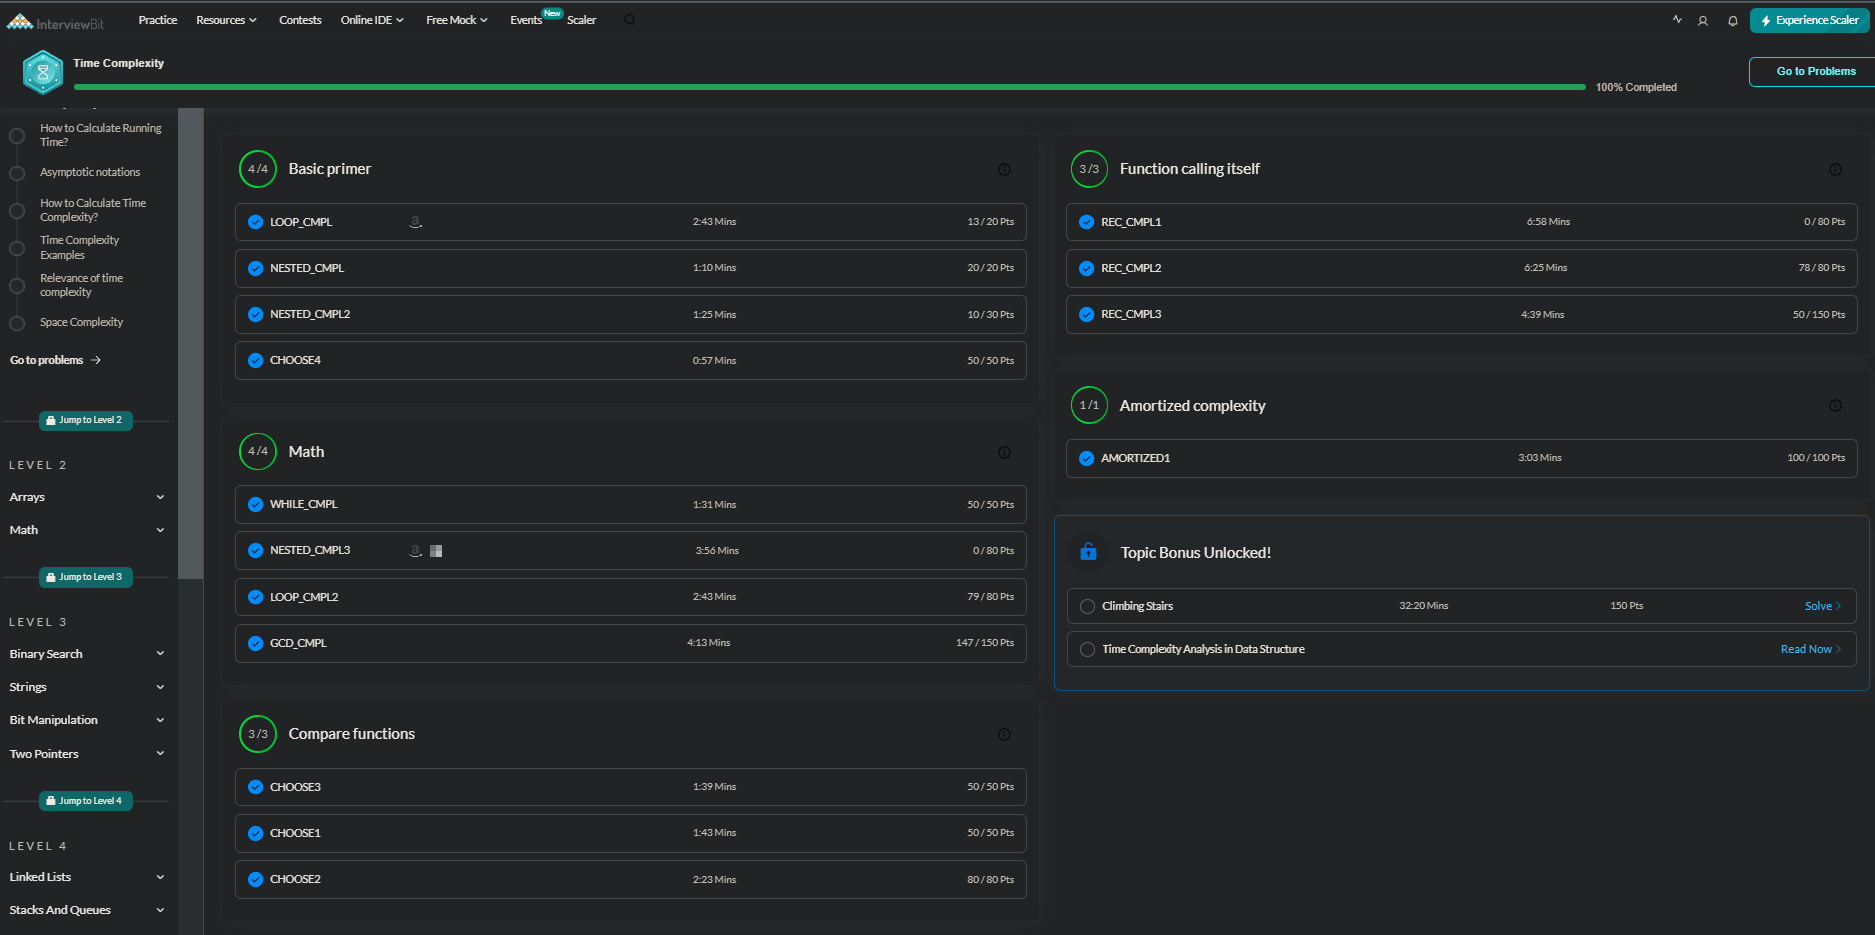 InterviewBit
Practice
Resources
Contests
Online IDE
Free Mock
Events
New
Scaler
Experience Scaler
Time Complexity
100% Completed
Go to Problems
How to Calculate Running
Time?
Asymptotic notations
How to Calculate Time
Complexity?
Time Complexity
Examples
Relevance of time
complexity
Space Complexity
Go to problems
Jump to Level 2
LEVEL 2
Arrays
Math
Jump to Level 3
LEVEL 3
Binary Search
Strings
Bit Manipulation
Two Pointers
Jump to Level 4
LEVEL 4
Linked Lists
Stacks And Queues
4/4 Basic primer
LOOP_CMPL a 2:43 Mins 13 / 20 Pts
NESTED_CMPL 1:10 Mins 20 / 20 Pts
NESTED_CMPL2 1:25 Mins 10 / 30 Pts
CHOOSE4 0:57 Mins 50 / 50 Pts
4/4 Math
WHILE_CMPL 1:31 Mins 50 / 50 Pts
NESTED_CMPL3 a 3:56 Mins 0 / 80 Pts
LOOP_CMPL2 2:43 Mins 79 / 80 Pts
GCD_CMPL 4:13 Mins 147 / 150 Pts
3/3 Compare functions
CHOOSE3 1:39 Mins 50 / 50 Pts
CHOOSE1 1:43 Mins 50 / 50 Pts
CHOOSE2 2:23 Mins 80 / 80 Pts
3/3 Function calling itself
REC_CMPL1 6:58 Mins 0 / 80 Pts
REC_CMPL2 6:25 Mins 78 / 80 Pts
REC_CMPL3 4:39 Mins 50 / 150 Pts
1/1 Amortized complexity
AMORTIZED1 3:03 Mins 100 / 100 Pts
Topic Bonus Unlocked!
Climbing Stairs 32:20 Mins 150 Pts Solve
Time Complexity Analysis in Data Structure Read Now